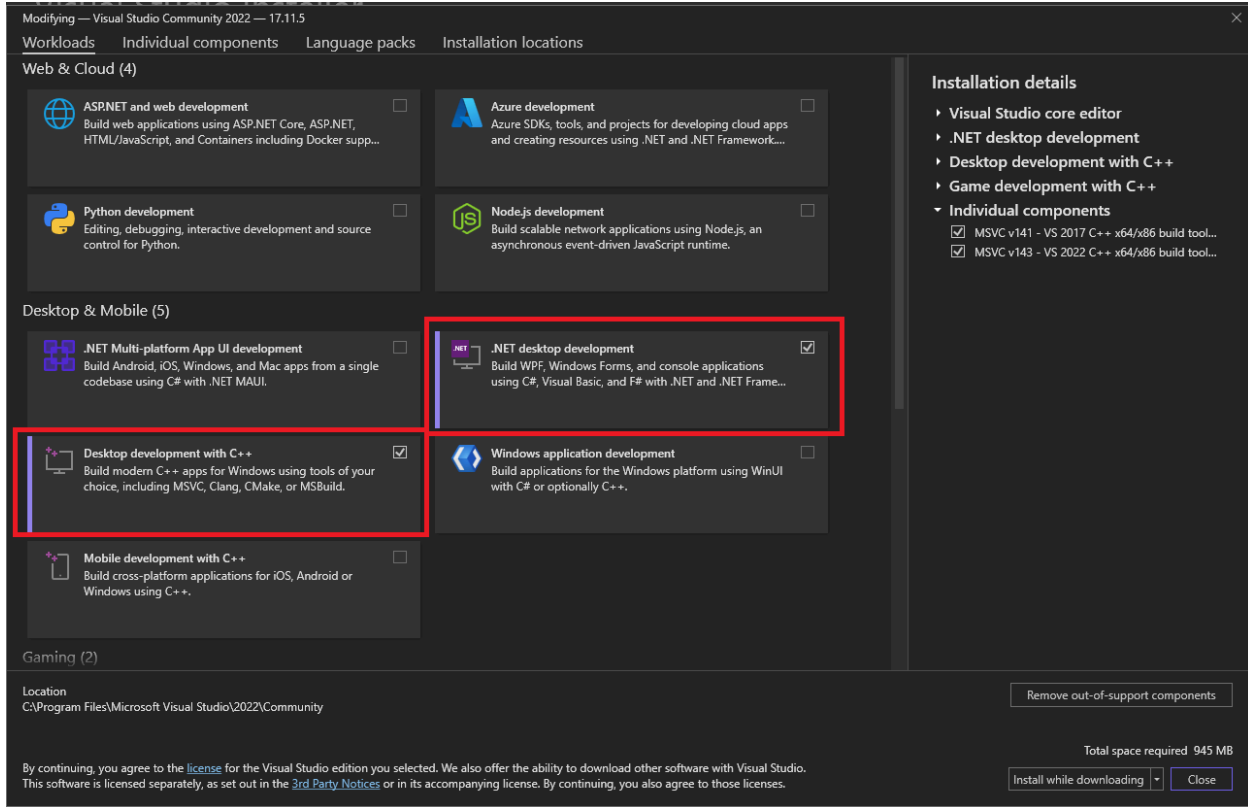 Modifying — Visual Studio Community 2022 — 17.11.5
Workloads
Individual components
Language packs
Installation locations
Web & Cloud (4)
ASP.NET and web development
Build web applications using ASP.NET Core, ASP.NET,
HTML/JavaScript, and Containers including Docker supp...
Azure development
Azure SDKs, tools, and projects for developing cloud apps
and creating resources using .NET and .NET Framework....
Python development
Editing, debugging, interactive development and source
control for Python.
JS
Node.js development
Build scalable network applications using Node.js, an
asynchronous event-driven JavaScript runtime.
Desktop & Mobile (5)
.NET Multi-platform App UI development
Build Android, iOS, Windows, and Mac apps from a single
codebase using C# with .NET MAUI.
.NET
.NET desktop development
Build WPF, Windows Forms, and console applications
using C#, Visual Basic, and F# with .NET and .NET Frame...
Desktop development with C++
Build modern C++ apps for Windows using tools of your
choice, including MSVC, Clang, CMake, or MSBuild.
Windows application development
Build applications for the Windows platform using WinUI
with C# or optionally C++.
Mobile development with C++
Build cross-platform applications for iOS, Android or
Windows using C++.
Gaming (2)
Installation details
Visual Studio core editor
.NET desktop development
Desktop development with C++
Game development with C++
Individual components
MSVC v141 - VS 2017 C++ x64/x86 build tool...
MSVC v143 - VS 2022 C++ x64/x86 build tool...
Location
C:\Program Files\Microsoft Visual Studio\2022\Community
Remove out-of-support components
Total space required 945 MB
By continuing, you agree to the license for the Visual Studio edition you selected. We also offer the ability to download other software with Visual Studio.
This software is licensed separately, as set out in the 3rd Party Notices or in its accompanying license. By continuing, you also agree to those licenses.
Install while downloading
Close